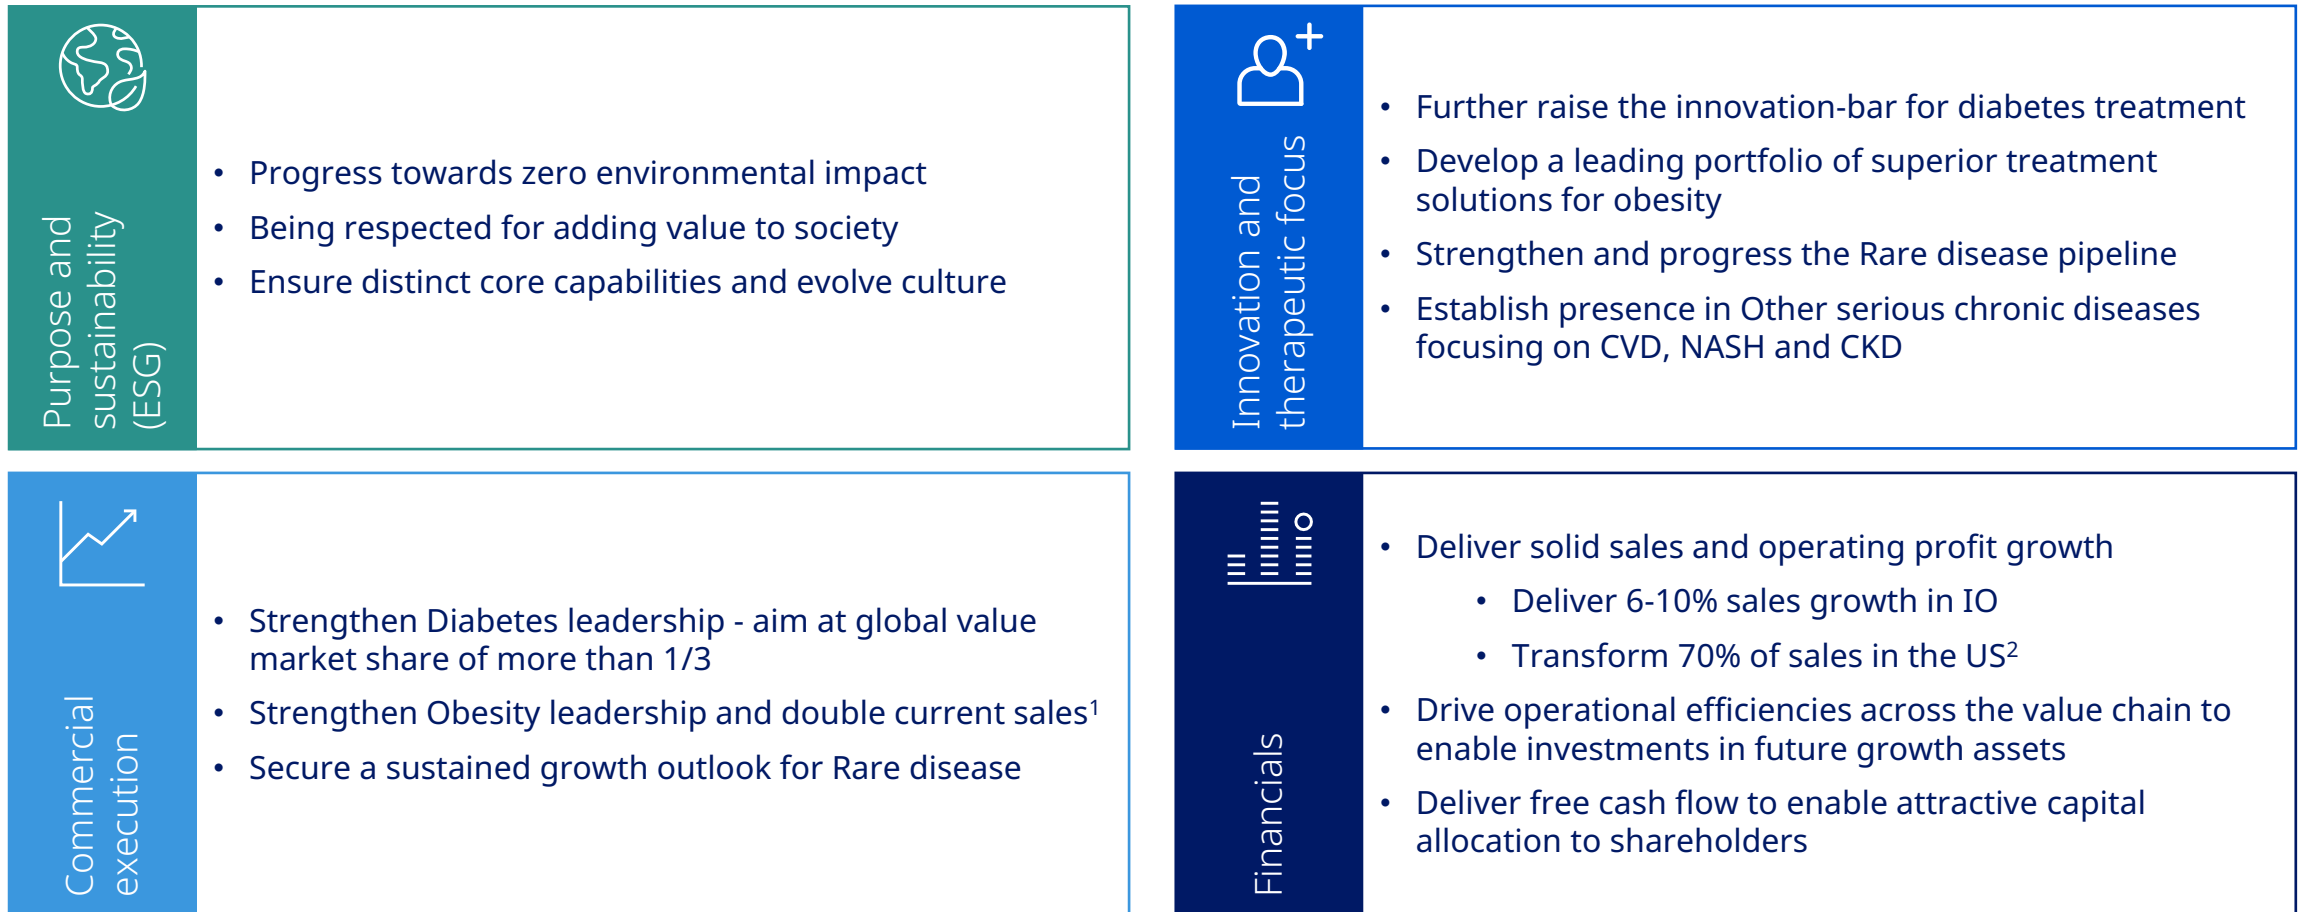 Purpose and
sustainability
(ESG)
• Progress towards zero environmental impact
• Being respected for adding value to society
• Ensure distinct core capabilities and evolve culture
Innovation and
therapeutic focus
• Further raise the innovation-bar for diabetes treatment
• Develop a leading portfolio of superior treatment
solutions for obesity
• Strengthen and progress the Rare disease pipeline
• Establish presence in Other serious chronic diseases
focusing on CVD, NASH and CKD
Commercial
execution
• Strengthen Diabetes leadership - aim at global value
market share of more than 1/3
• Strengthen Obesity leadership and double current sales¹
• Secure a sustained growth outlook for Rare disease
Financials
• Deliver solid sales and operating profit growth
• Deliver 6-10% sales growth in IO
• Transform 70% of sales in the US²
• Drive operational efficiencies across the value chain to
enable investments in future growth assets
• Deliver free cash flow to enable attractive capital
allocation to shareholders